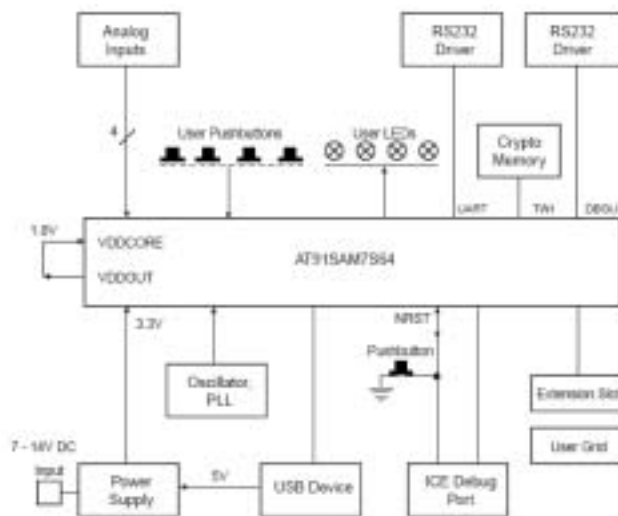 Analog
Inputs
RS232
Driver
RS232
Driver
4
User Pushbuttons
User LEDs
Crypto
Memory
UART
TWI
DBGU
1.8V
VDDCORE
AT91SAM7S64
VDDOUT
3.3V
NRST
Pushbutton
Oscillator,
PLL
Extension Slot
7 - 14V DC
Input
User Grid
Power
Supply
5V
USB Device
ICE Debug
Port